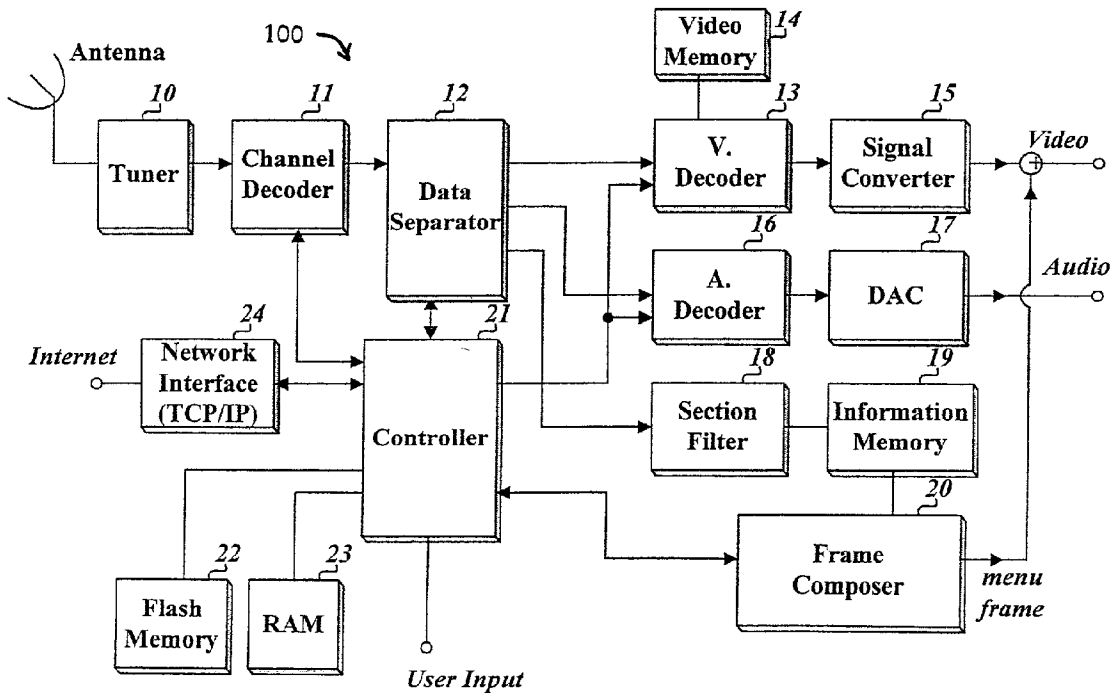 100
Antenna
10
Tuner
11
Channel
Decoder
12
Data
Separator
14
Video
Memory
13
V.
Decoder
15
Signal
Converter
Video
16
A.
Decoder
17
DAC
Audio
Internet
24
Network
Interface
(TCP/IP)
21
Controller
18
Section
Filter
19
Information
Memory
20
Frame
Composer
menu
frame
22
Flash
Memory
23
RAM
User Input